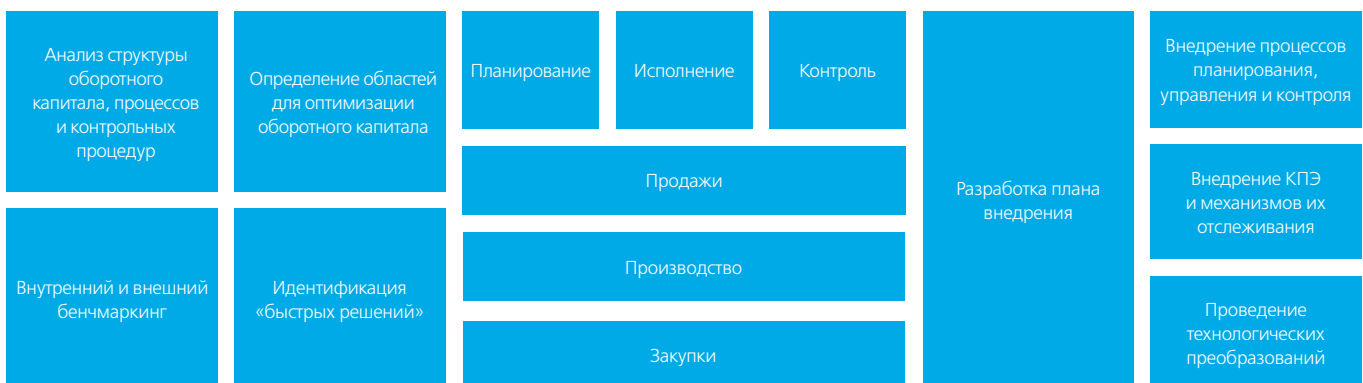 Анализ структуры
оборотного
капитала, процессов
и контрольных
процедур
Внутренний и внешний
бенчмаркинг
Определение областей
для оптимизации
оборотного капитала
Идентификация
«быстрых решений»
Планирование
Исполнение
Контроль
Продажи
Производство
Закупки
Разработка плана
внедрения
Внедрение процессов
планирования,
управления и контроля
Внедрение КПЭ
и механизмов их
отслеживания
Проведение
технологических
преобразований